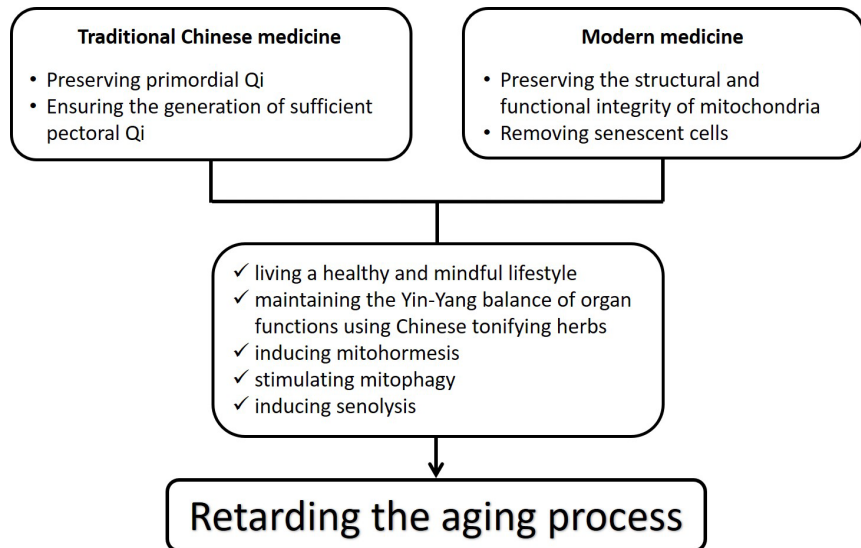 Traditional Chinese medicine
• Preserving primordial Qi
• Ensuring the generation of sufficient
pectoral Qi
Modern medicine
• Preserving the structural and
functional integrity of mitochondria
• Removing senescent cells
✓ living a healthy and mindful lifestyle
✓ maintaining the Yin-Yang balance of organ
functions using Chinese tonifying herbs
✓ inducing mitohormesis
✓ stimulating mitophagy
✓ inducing senolysis
Retarding the aging process